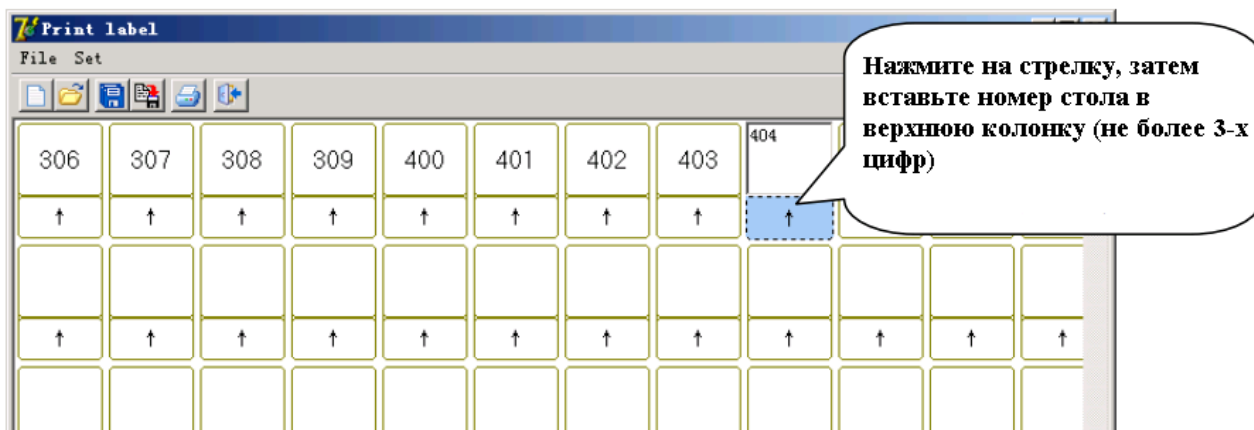 Print label
File Set
Нажмите на стрелку, затем
вставьте номер стола в
верхнюю колонку (не более 3-х
цифр)
306 307 308 309 400 401 402 403 404
↑ ↑ ↑ ↑ ↑ ↑ ↑ ↑ ↑
↑ ↑ ↑ ↑ ↑ ↑ ↑ ↑ ↑ ↑ ↑ ↑